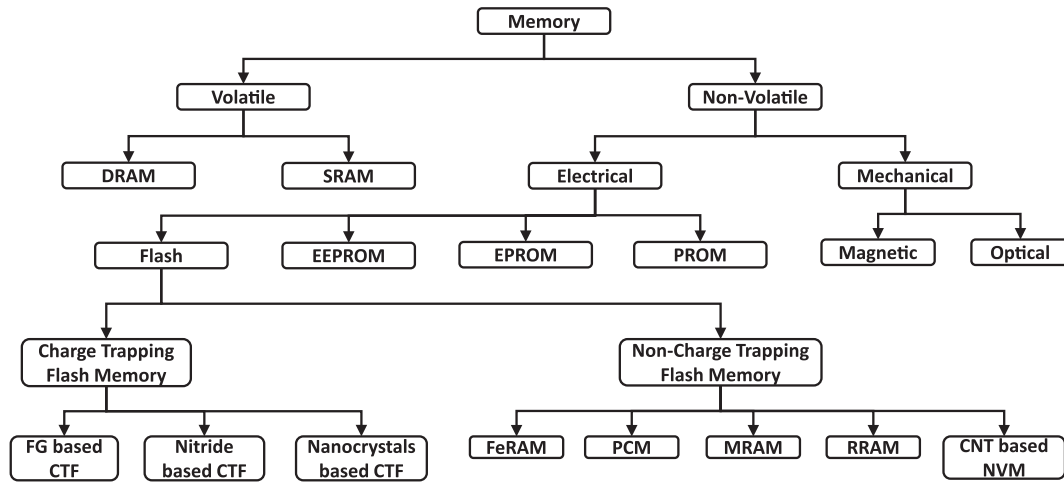 Memory
Volatile
Non-Volatile
DRAM
SRAM
Electrical
Mechanical
Flash
EEPROM
EPROM
PROM
Magnetic
Optical
Charge Trapping
Flash Memory
Non-Charge Trapping
Flash Memory
FG based
CTF
Nitride
based CTF
Nanocrystals
based CTF
FeRAM
PCM
MRAM
RRAM
CNT based
NVM